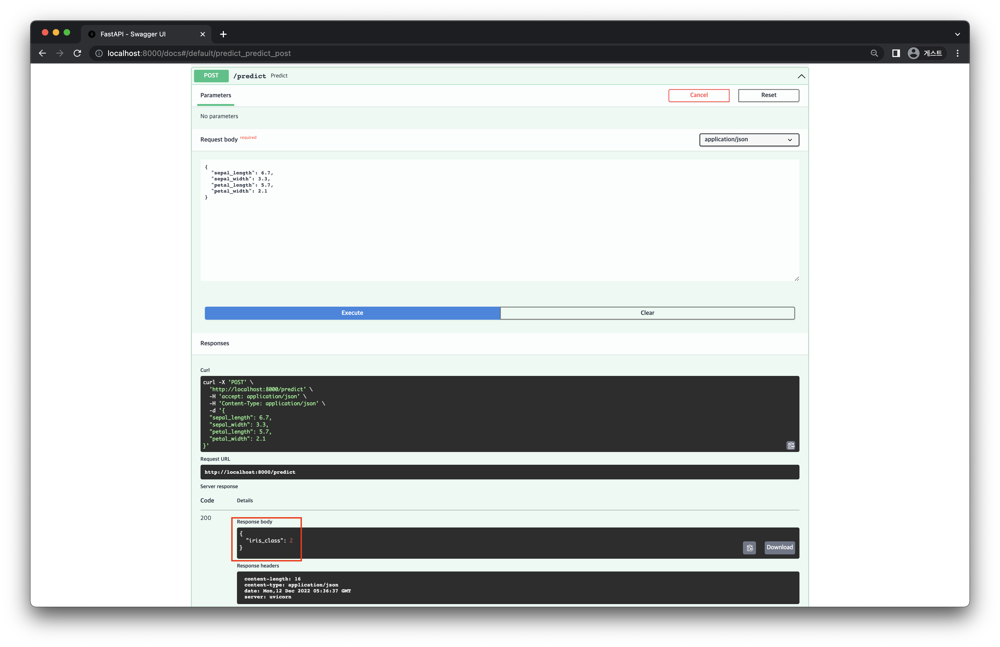 FastAPI - Swagger UI
localhost:8000/docs#/default/predict_predict_post
게스트
POST /predict Predict
Parameters
Cancel
Reset
No parameters
Request body required
application/json
{
"sepal_length": 6.7,
"sepal_width": 3.3,
"petal_length": 5.7,
"petal_width": 2.1
}
Execute
Clear
Responses
Curl
curl -X 'POST' \
'http://localhost:8000/predict' \
-H 'accept: application/json' \
-H 'Content-Type: application/json' \
-d '{
"sepal_length": 6.7,
"sepal_width": 3.3,
"petal_length": 5.7,
"petal_width": 2.1
}'
Request URL
http://localhost:8000/predict
Server response
Code Details
200
Response body
{
"iris_class": 2
}
Download
Response headers
content-length: 16
content-type: application/json
date: Mon,12 Dec 2022 05:36:37 GMT
server: uvicorn